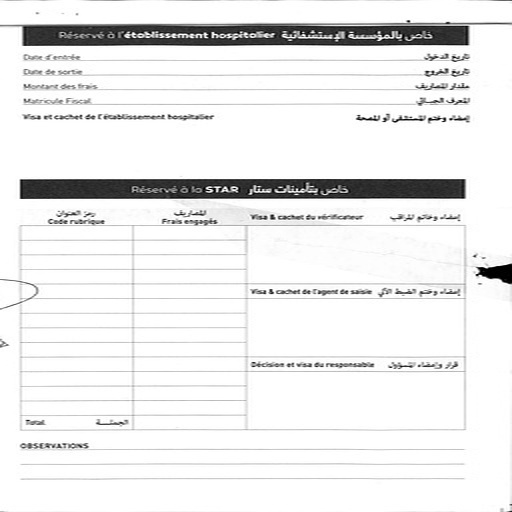 Réservé à l'établissement hospitalier خاص بالمؤسسة الإستشفائية
Date d'entrée تاريخ الدخول
Date de sortie تاريخ الخروج
Montant des frais مقدار المصاريف
Matricule Fiscal المعرف الجبائي
Visa et cachet de l'établissement hospitalier إمضاء وختم المستشفى أو المصحة
Réservé à la STAR خاص بتأمينات ستار
رمز العنوان المصاريف
Code rubrique Frais engagés
Visa & cachet du vérificateur إمضاء وخاتم المراقب
Visa & cachet de l'agent de saisie إمضاء وختم الضبط الآلي
Décision et visa du responsable قرار وإمضاء المسؤول
Total الجملـــة
OBSERVATIONS